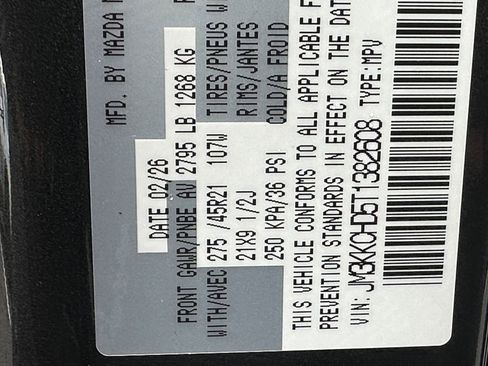 MFD. BY MAZDA
DATE 02/26
FRONT GAWR/PNBE AV 2795 LB 1268 KG
WITH/AVEC 275 /45R21 107W TIRES/PNEUS
21X9 1/2J RIMS/JANTES
250 KPA/36 PSI COLD/A FROID
THIS VEHICLE CONFORMS TO ALL APPLICABLE
PREVENTION STANDARDS IN EFFECT ON THE DATE
VIN: JM3KKCHD5T1382608 TYPE: MPV